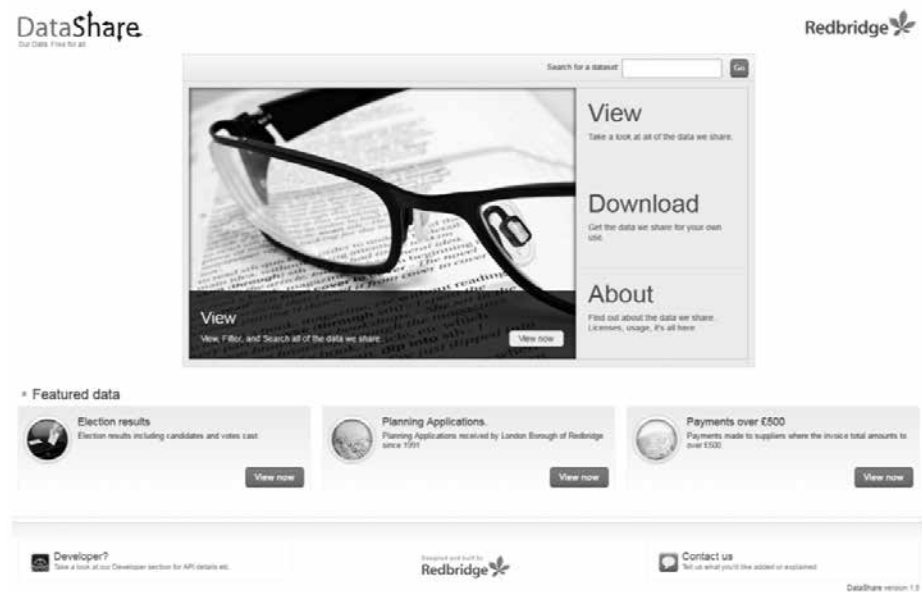 DataShare
Our Data. Free for all.
Redbridge
Search for a dataset
Go
View
Take a look at all of the data we share.
Download
Get the data we share for your own
use.
About
Find out about the data we share.
Licenses, usage, it's all here
View
View, Filter, and Search all of the data we share
View now
Featured data
Election results
Election results including candidates and votes cast
View now
Planning Applications.
Planning Applications received by London Borough of Redbridge
since 1991
View now
Payments over £500
Payments made to suppliers where the invoice total amounts to
over £500.
View now
Developer?
Take a look at our Developer section for API details etc.
Designed and built by
Redbridge
Contact us
Tell us what you'd like added or explained
DataShare version 1.5